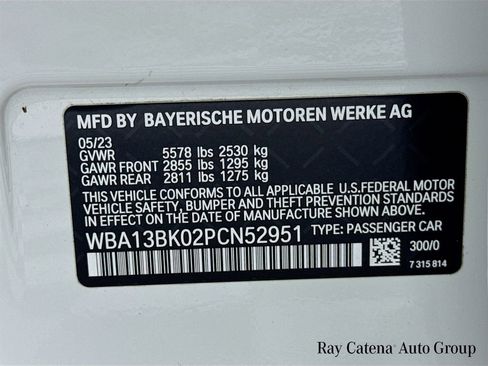 MFD BY BAYERISCHE MOTOREN WERKE AG
05/23
GVWR 5578 lbs 2530 kg
GAWR FRONT 2855 lbs 1295 kg
GAWR REAR 2811 lbs 1275 kg
THIS VEHICLE CONFORMS TO ALL APPLICABLE U.S.FEDERAL MOTOR
VEHICLE SAFETY, BUMPER AND THEFT PREVENTION STANDARDS
IN EFFECT ON THE DATE OF MANUFACTURE SHOWN ABOVE.
WBA13BK02PCN52951 TYPE: PASSENGER CAR
300/0
7 315 814
Ray Catena Auto Group